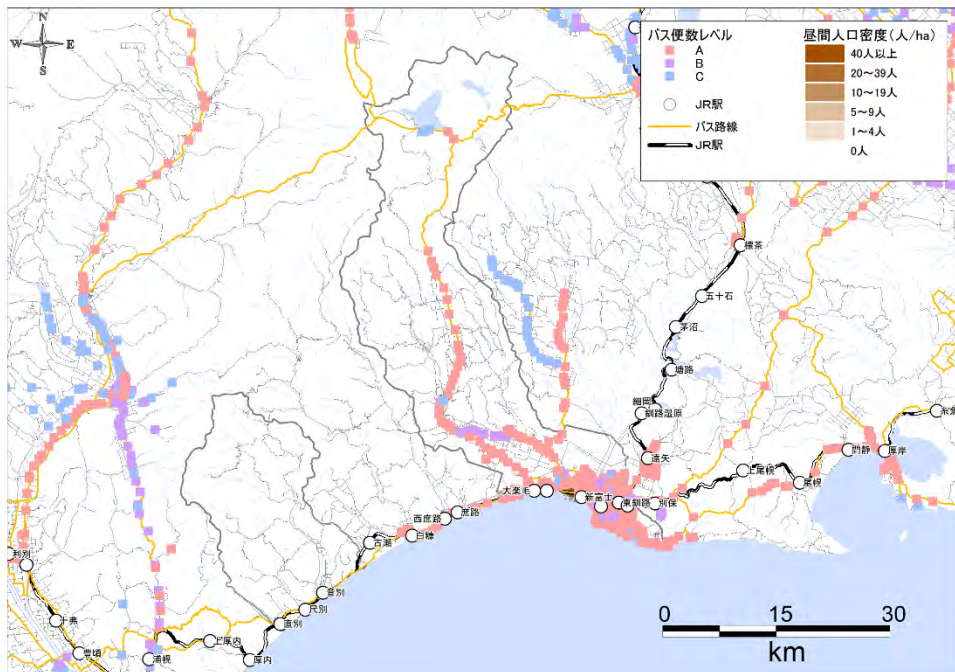 N
W E
S
バス便数レベル
A
B
C
JR駅
バス路線
JR駅
昼間人口密度(人/ha)
40人以上
20～39人
10～19人
5～9人
1～4人
0人
標茶
五十石
茅沼
塘路
細岡
釧路湿原
遠矢
糸魚
門静
厚岸
上尾幌
尾幌
大楽毛
新富士
東釧路
別保
西庶路
庶路
白糠
古瀬
音別
尺別
直別
厚内
上厚内
浦幌
利別
十弗
豊頃
0 15 30
km